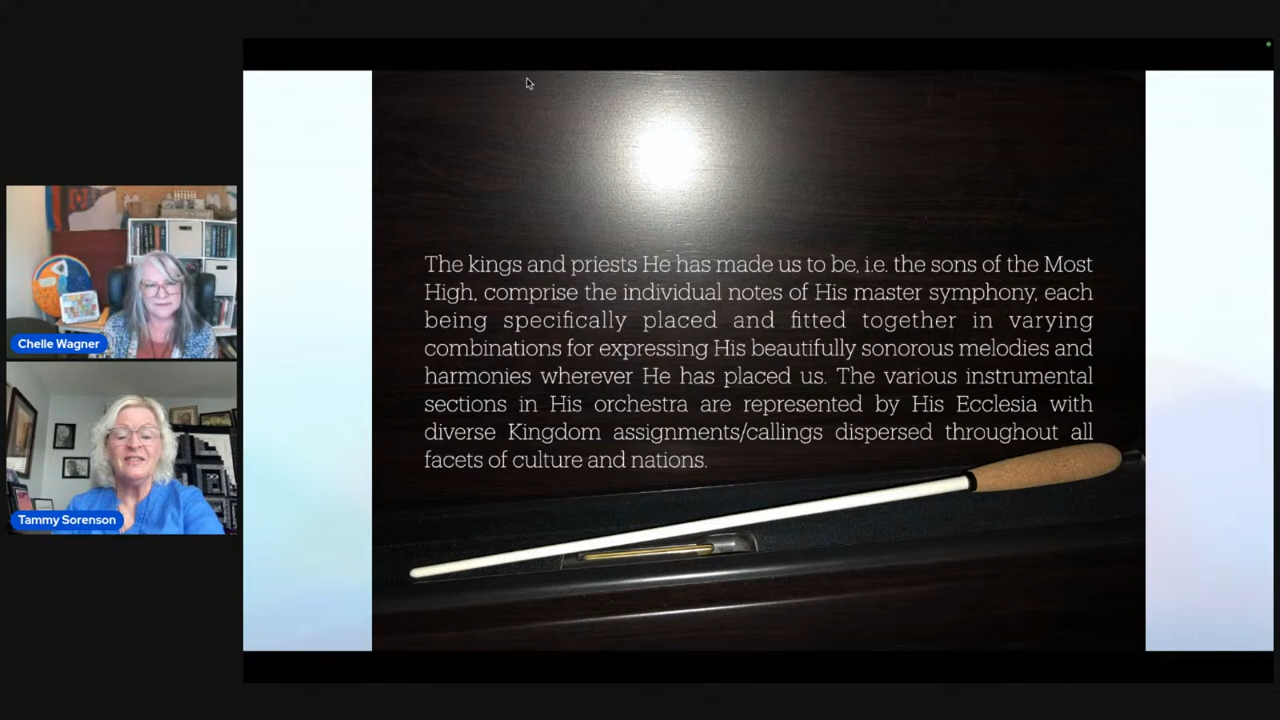 Chelle Wagner
Tammy Sorenson
The kings and priests He has made us to be, i.e. the sons of the Most
High, comprise the individual notes of His master symphony, each
being specifically placed and fitted together in varying
combinations for expressing His beautifully sonorous melodies and
harmonies wherever He has placed us. The various instrumental
sections in His orchestra are represented by His Ecclesia with
diverse Kingdom assignments/callings dispersed throughout all
facets of culture and nations.